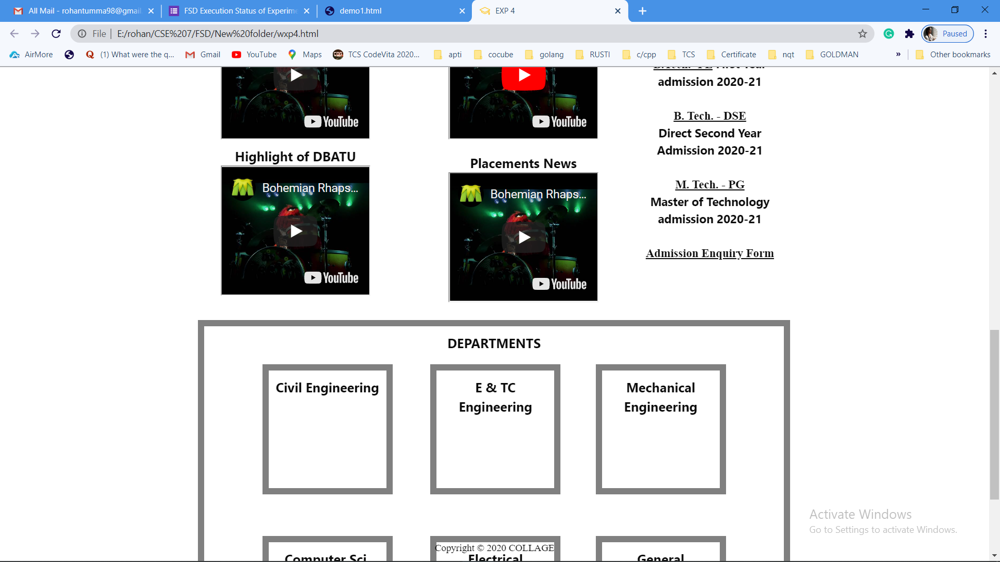 All Mail - rohantumma98@gmail.
FSD Execution Status of Experime
demo1.html
EXP 4
File
E:/rohan/CSE%207/FSD/New%20folder/wxp4.html
Paused
AirMore
(1) What were the q...
Gmail
YouTube
Maps
TCS CodeVita 2020...
apti
cocube
golang
RUSTI
c/cpp
TCS
Certificate
nqt
GOLDMAN
»
Other bookmarks
YouTube
YouTube
First Year
admission 2020-21
B. Tech. - DSE
Direct Second Year
Admission 2020-21
M. Tech. - PG
Master of Technology
admission 2020-21
Admission Enquiry Form
Highlight of DBATU
Bohemian Rhaps...
YouTube
Placements News
Bohemian Rhaps...
YouTube
DEPARTMENTS
Civil Engineering
E & TC
Engineering
Mechanical
Engineering
Computer Sci
Copyright © 2020 COLLAGE
Electrical
General
Activate Windows
Go to Settings to activate Windows.